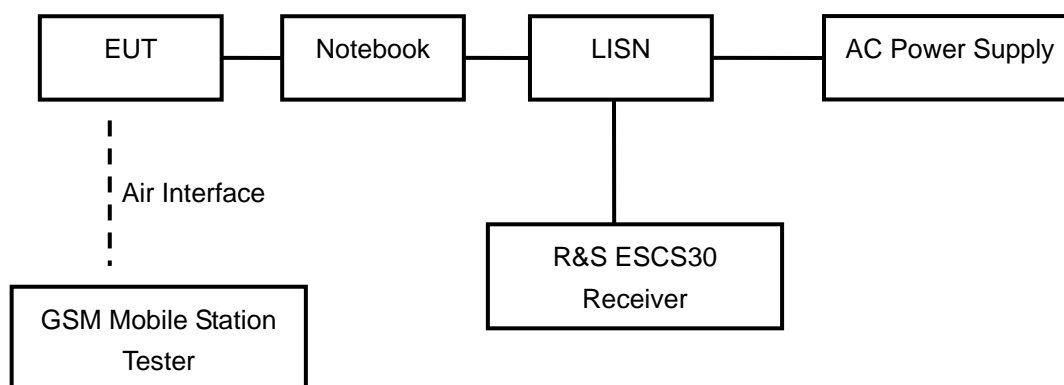 EUT
Notebook
LISN
AC Power Supply
Air Interface
R&S ESCS30
Receiver
GSM Mobile Station
Tester